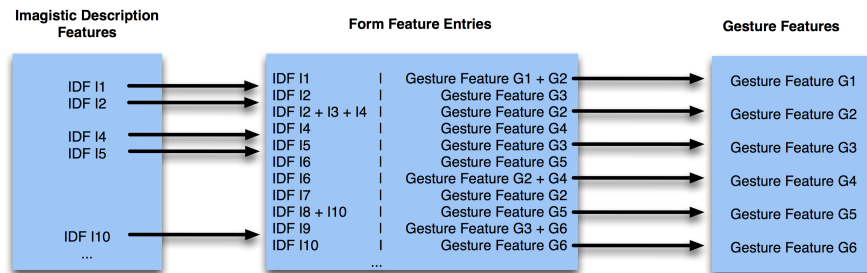 Imagistic Description
Features
Form Feature Entries
Gesture Features
IDF I1
IDF I2
IDF I4
IDF I5
IDF I10
...
IDF I1 | Gesture Feature G1 + G2
IDF I2 | Gesture Feature G3
IDF I2 + I3 + I4 | Gesture Feature G2
IDF I4 | Gesture Feature G4
IDF I5 | Gesture Feature G3
IDF I6 | Gesture Feature G5
IDF I6 | Gesture Feature G2 + G4
IDF I7 | Gesture Feature G2
IDF I8 + I10 | Gesture Feature G5
IDF I9 | Gesture Feature G3 + G6
IDF I10 | Gesture Feature G6
...
Gesture Feature G1
Gesture Feature G2
Gesture Feature G3
Gesture Feature G4
Gesture Feature G5
Gesture Feature G6